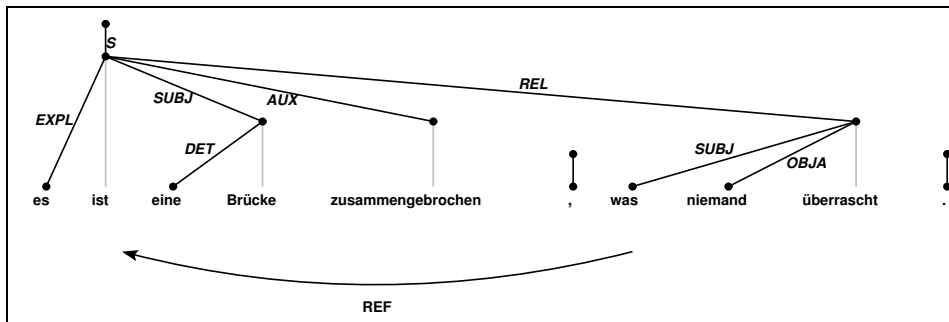 S
REL
SUBJ AUX
EXPL
DET SUBJ OBJA
es ist eine Brücke zusammengebrochen , was niemand überrascht .
REF